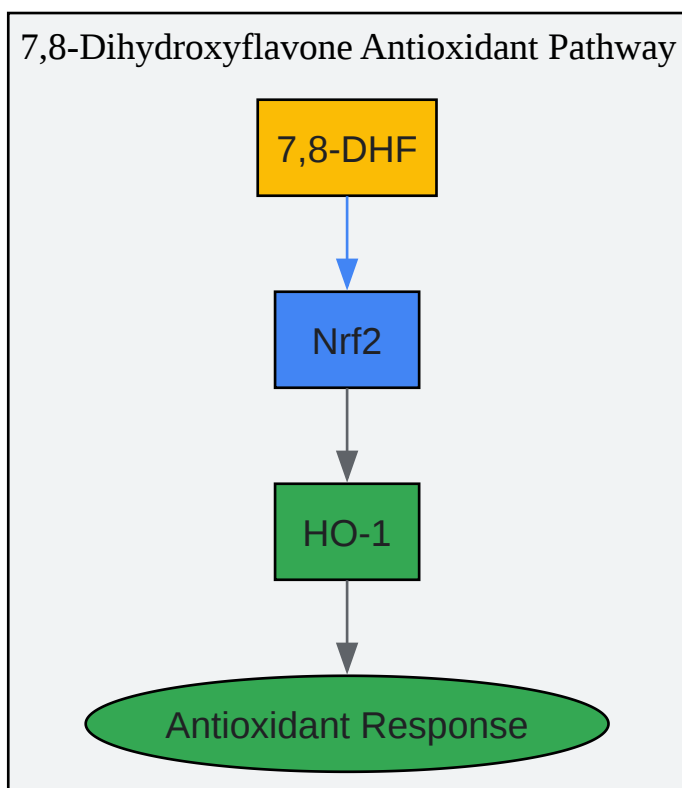 7,8-Dihydroxyflavone Antioxidant Pathway
7,8-DHF
Nrf2
HO-1
Antioxidant Response